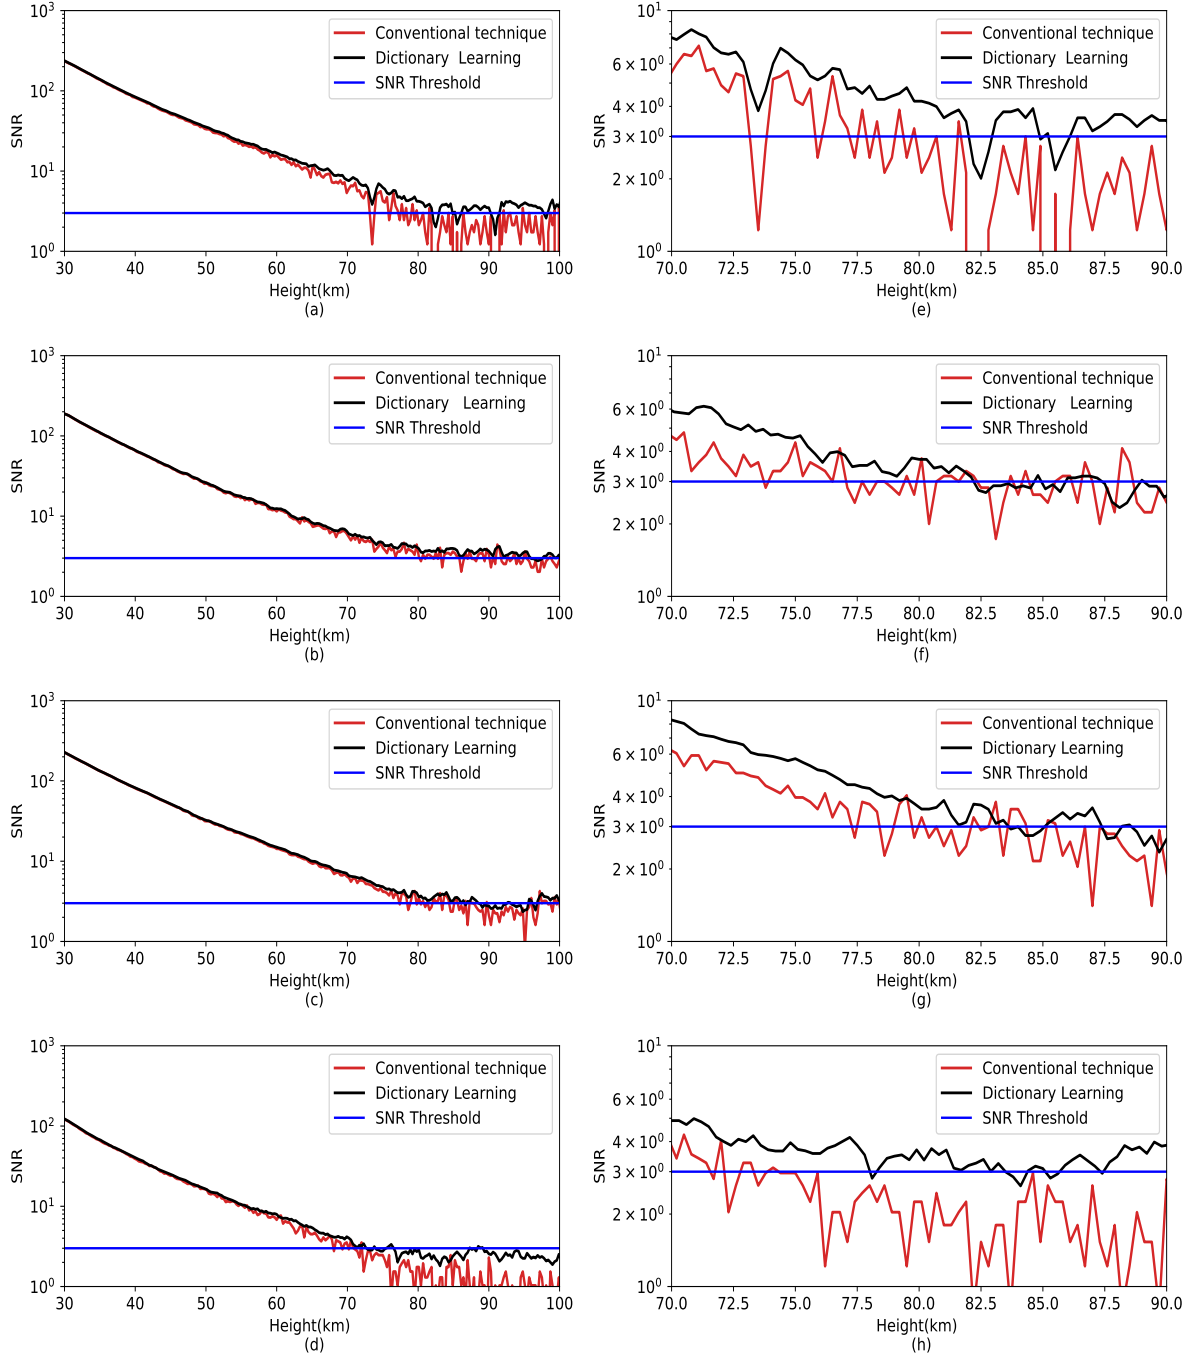 10³
10²
10¹
10⁰
SNR
Conventional technique
Dictionary Learning
SNR Threshold
30 40 50 60 70 80 90 100
Height(km)
(a)
10¹
6 × 10⁰
4 × 10⁰
3 × 10⁰
2 × 10⁰
10⁰
SNR
Conventional technique
Dictionary Learning
SNR Threshold
70.0 72.5 75.0 77.5 80.0 82.5 85.0 87.5 90.0
Height(km)
(e)
10³
10²
10¹
10⁰
SNR
Conventional technique
Dictionary Learning
SNR Threshold
30 40 50 60 70 80 90 100
Height(km)
(b)
10¹
6 × 10⁰
4 × 10⁰
3 × 10⁰
2 × 10⁰
10⁰
SNR
Conventional technique
Dictionary Learning
SNR Threshold
70.0 72.5 75.0 77.5 80.0 82.5 85.0 87.5 90.0
Height(km)
(f)
10³
10²
10¹
10⁰
SNR
Conventional technique
Dictionary Learning
SNR Threshold
30 40 50 60 70 80 90 100
Height(km)
(c)
10¹
6 × 10⁰
4 × 10⁰
3 × 10⁰
2 × 10⁰
10⁰
SNR
Conventional technique
Dictionary Learning
SNR Threshold
70.0 72.5 75.0 77.5 80.0 82.5 85.0 87.5 90.0
Height(km)
(g)
10³
10²
10¹
10⁰
SNR
Conventional technique
Dictionary Learning
SNR Threshold
30 40 50 60 70 80 90 100
Height(km)
(d)
10¹
6 × 10⁰
4 × 10⁰
3 × 10⁰
2 × 10⁰
10⁰
SNR
Conventional technique
Dictionary Learning
SNR Threshold
70.0 72.5 75.0 77.5 80.0 82.5 85.0 87.5 90.0
Height(km)
(h)